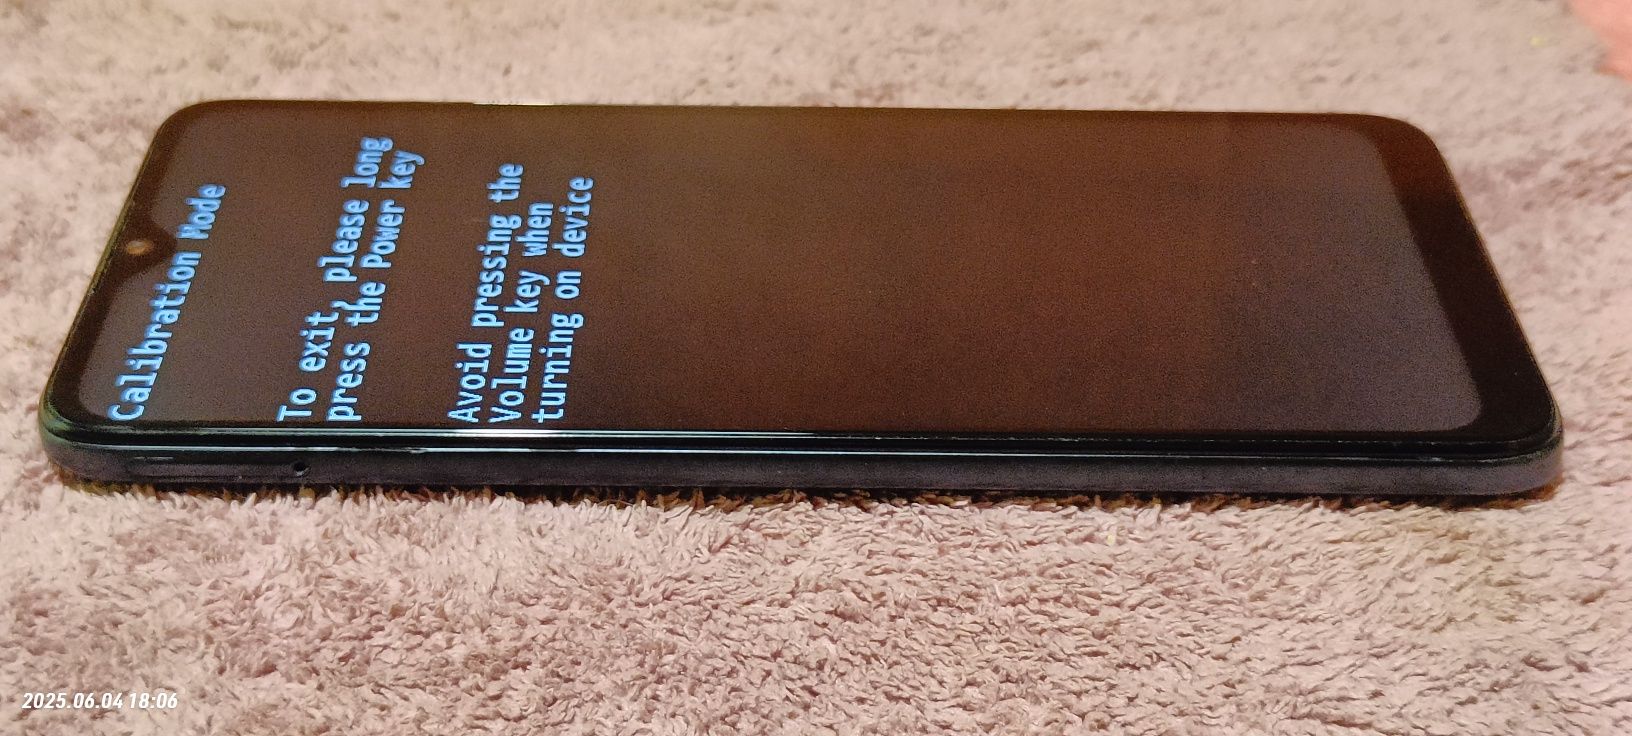 Calibration Mode
To exit, please long
press the Power key
Avoid pressing the
Volume key when
turning on device
2025.06.04 18:06